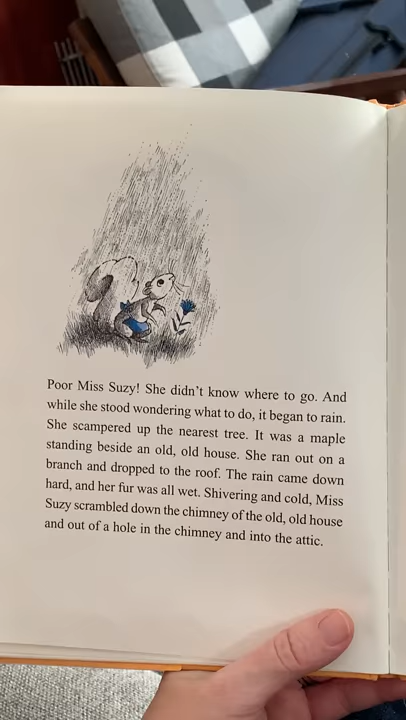 Poor Miss Suzy! She didn't know where to go. And
while she stood wondering what to do, it began to rain.
She scampered up the nearest tree. It was a maple
standing beside an old, old house. She ran out on a
branch and dropped to the roof. The rain came down
hard, and her fur was all wet. Shivering and cold, Miss
Suzy scrambled down the chimney of the old, old house
and out of a hole in the chimney and into the attic.